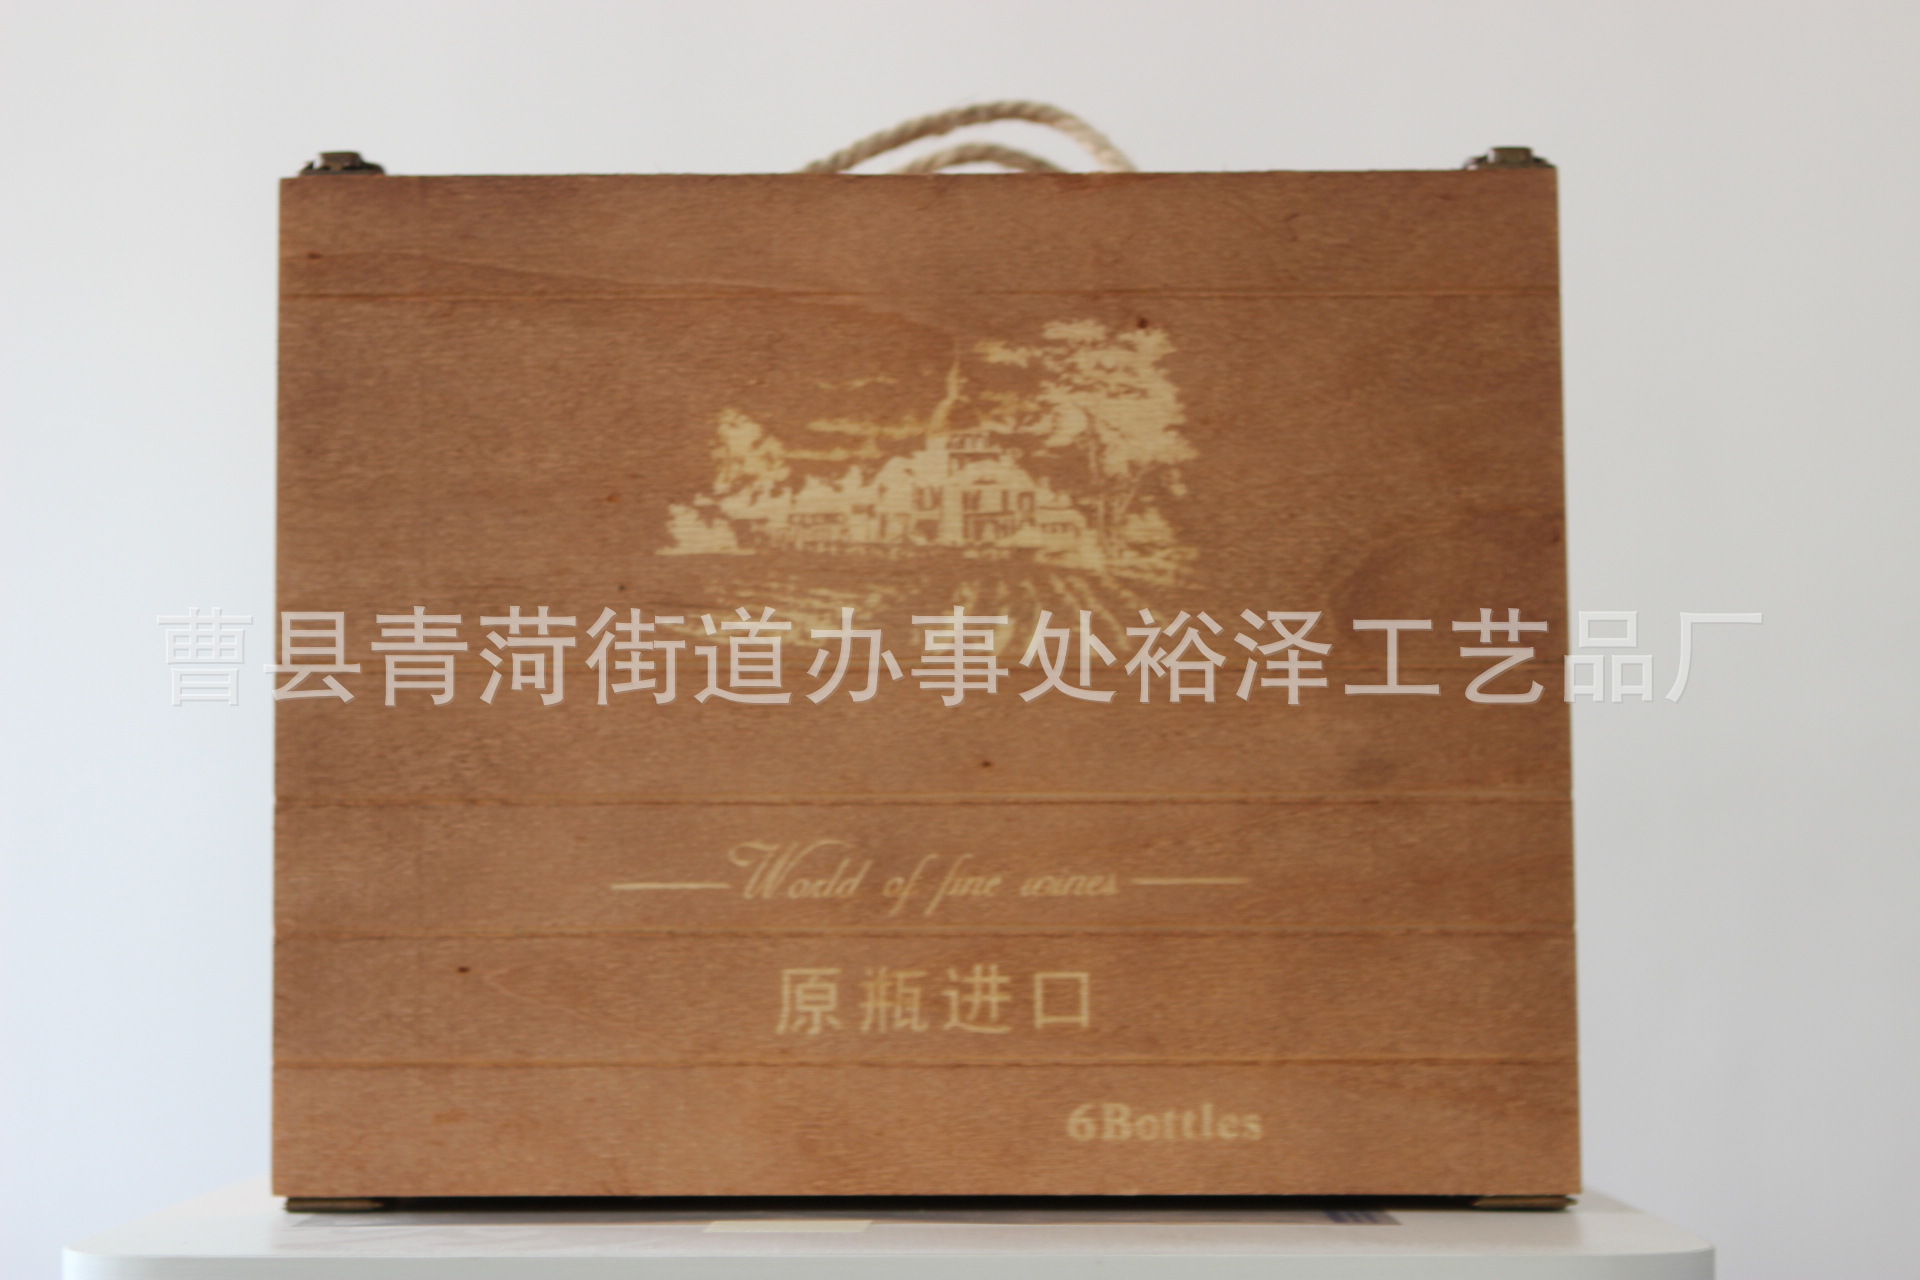 曹县青菏街道办事处裕泽工艺品厂
World of fine wines
原瓶进口
6Bottles